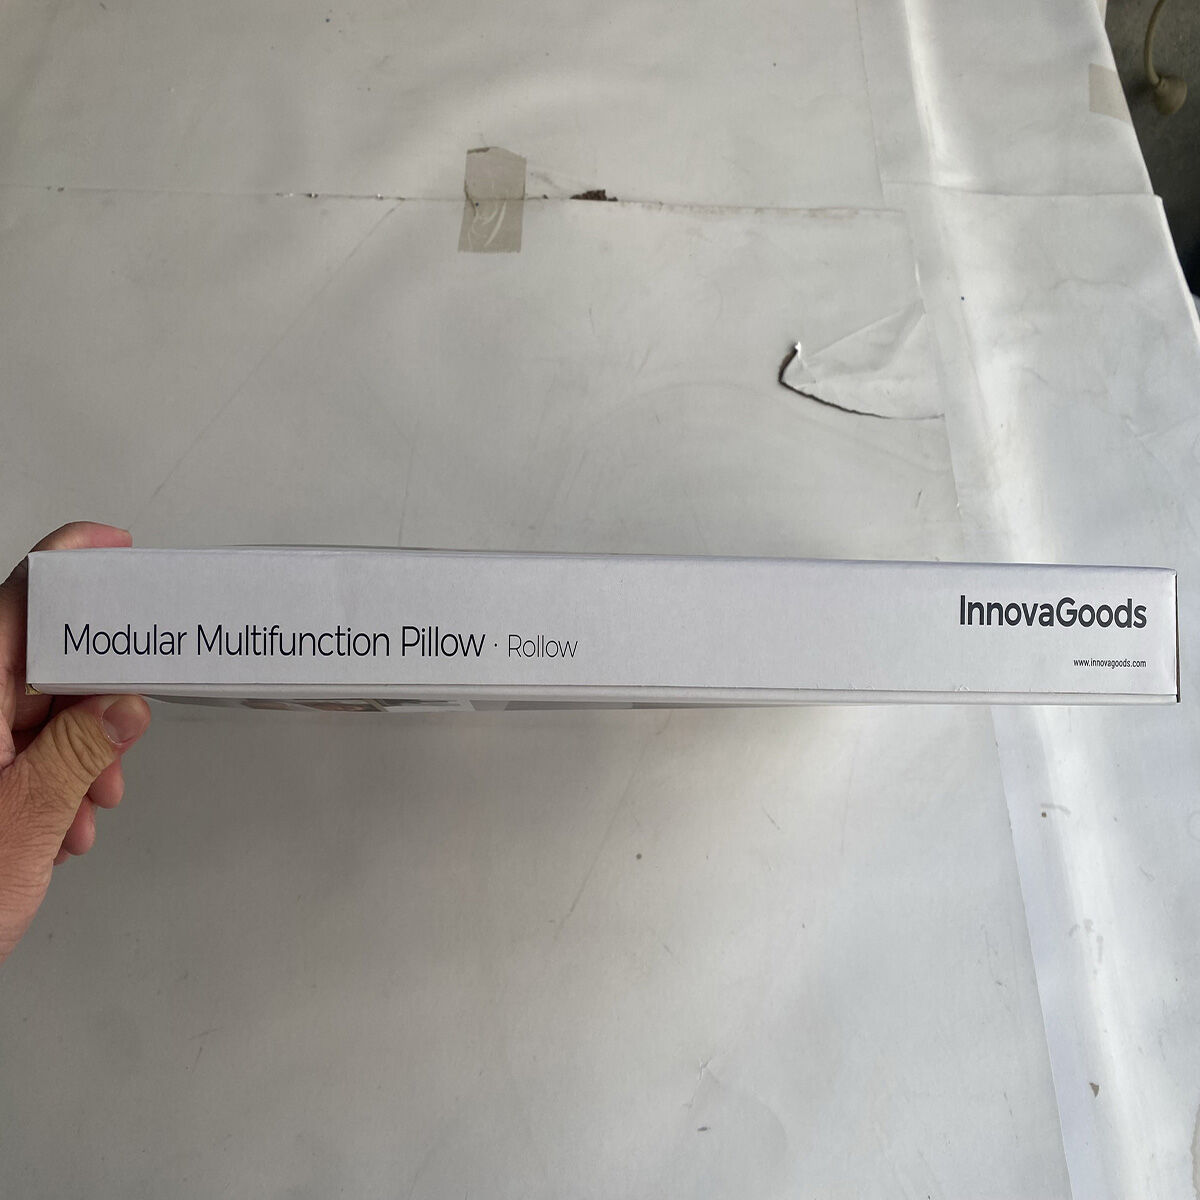 Modular Multifunction Pillow · Rollow
InnovaGoods
www.innovagoods.com